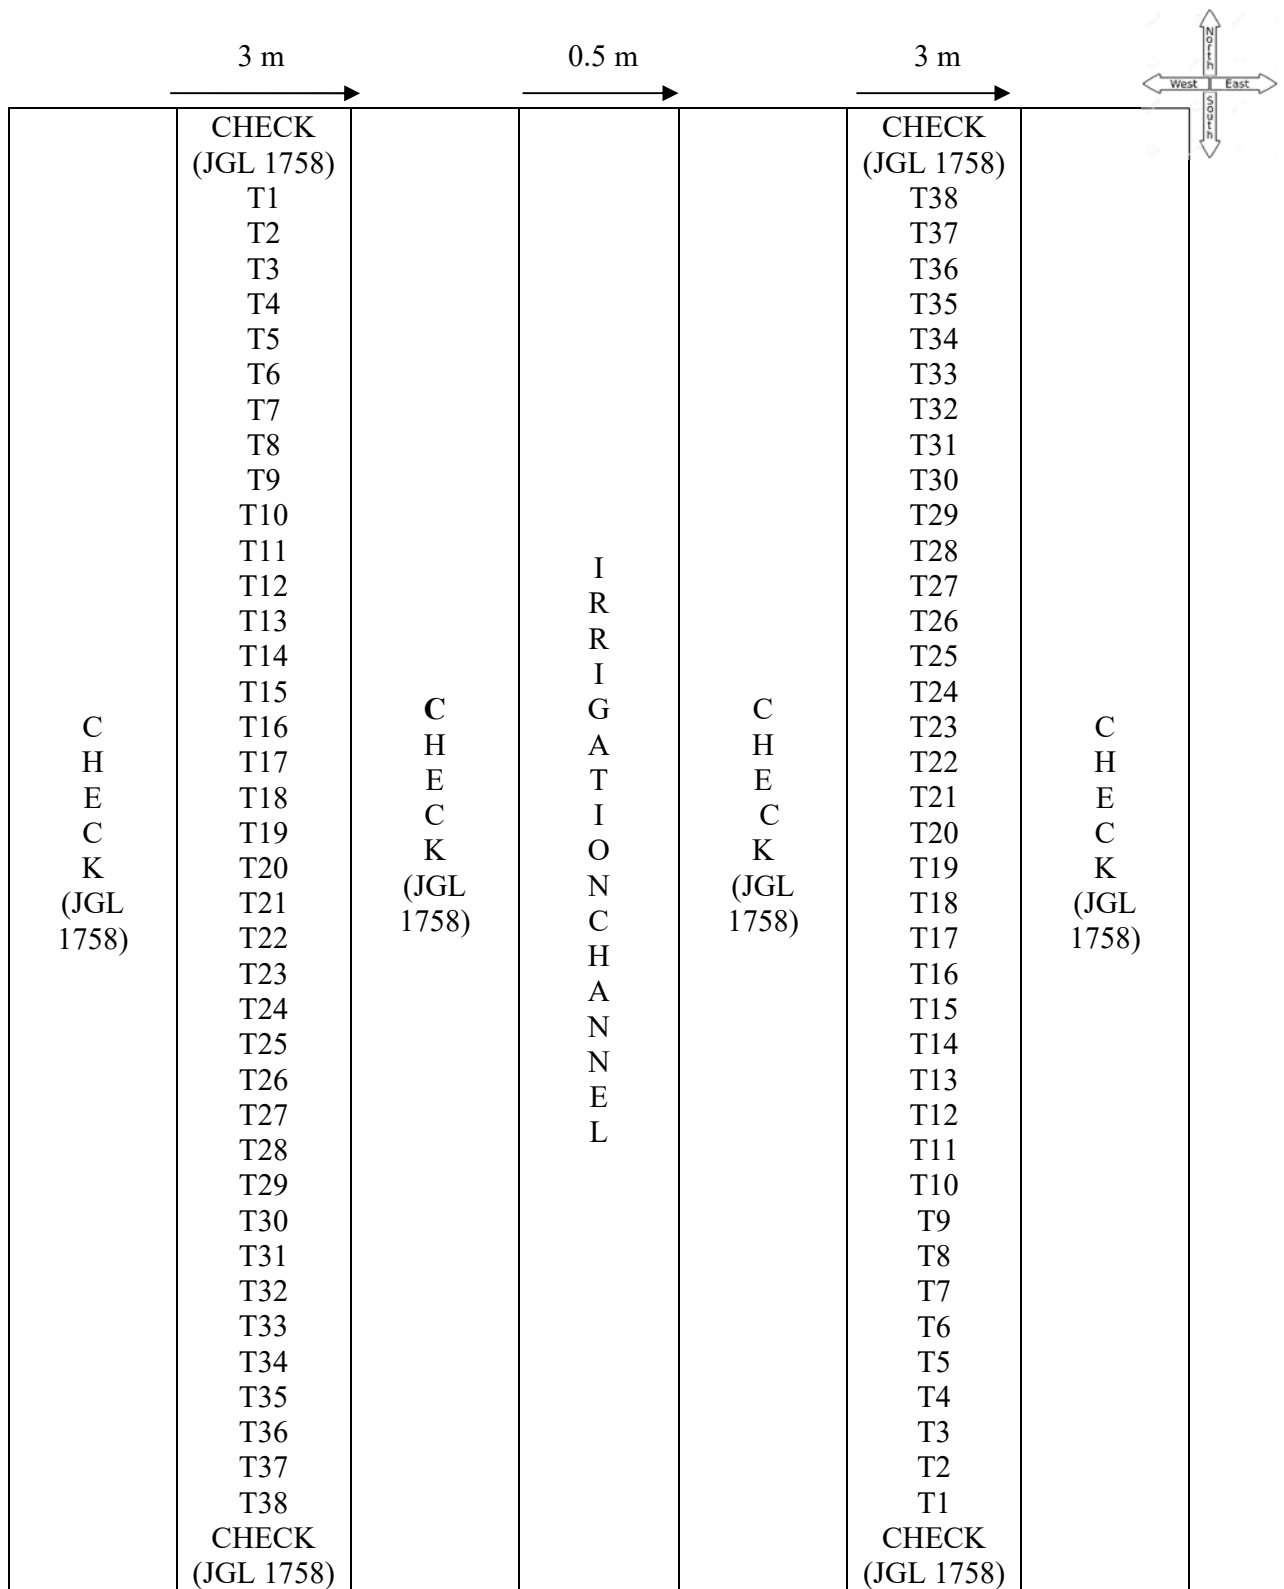 3 m
0.5 m
3 m
North
West
East
South
C
H
E
C
K
(JGL
1758)
CHECK
(JGL 1758)
T1
T2
T3
T4
T5
T6
T7
T8
T9
T10
T11
T12
T13
T14
T15
T16
T17
T18
T19
T20
T21
T22
T23
T24
T25
T26
T27
T28
T29
T30
T31
T32
T33
T34
T35
T36
T37
T38
CHECK
(JGL 1758)
C
H
E
C
K
(JGL
1758)
I
R
R
I
G
A
T
I
O
N
C
H
A
N
N
E
L
C
H
E
C
K
(JGL
1758)
CHECK
(JGL 1758)
T38
T37
T36
T35
T34
T33
T32
T31
T30
T29
T28
T27
T26
T25
T24
T23
T22
T21
T20
T19
T18
T17
T16
T15
T14
T13
T12
T11
T10
T9
T8
T7
T6
T5
T4
T3
T2
T1
CHECK
(JGL 1758)
C
H
E
C
K
(JGL
1758)